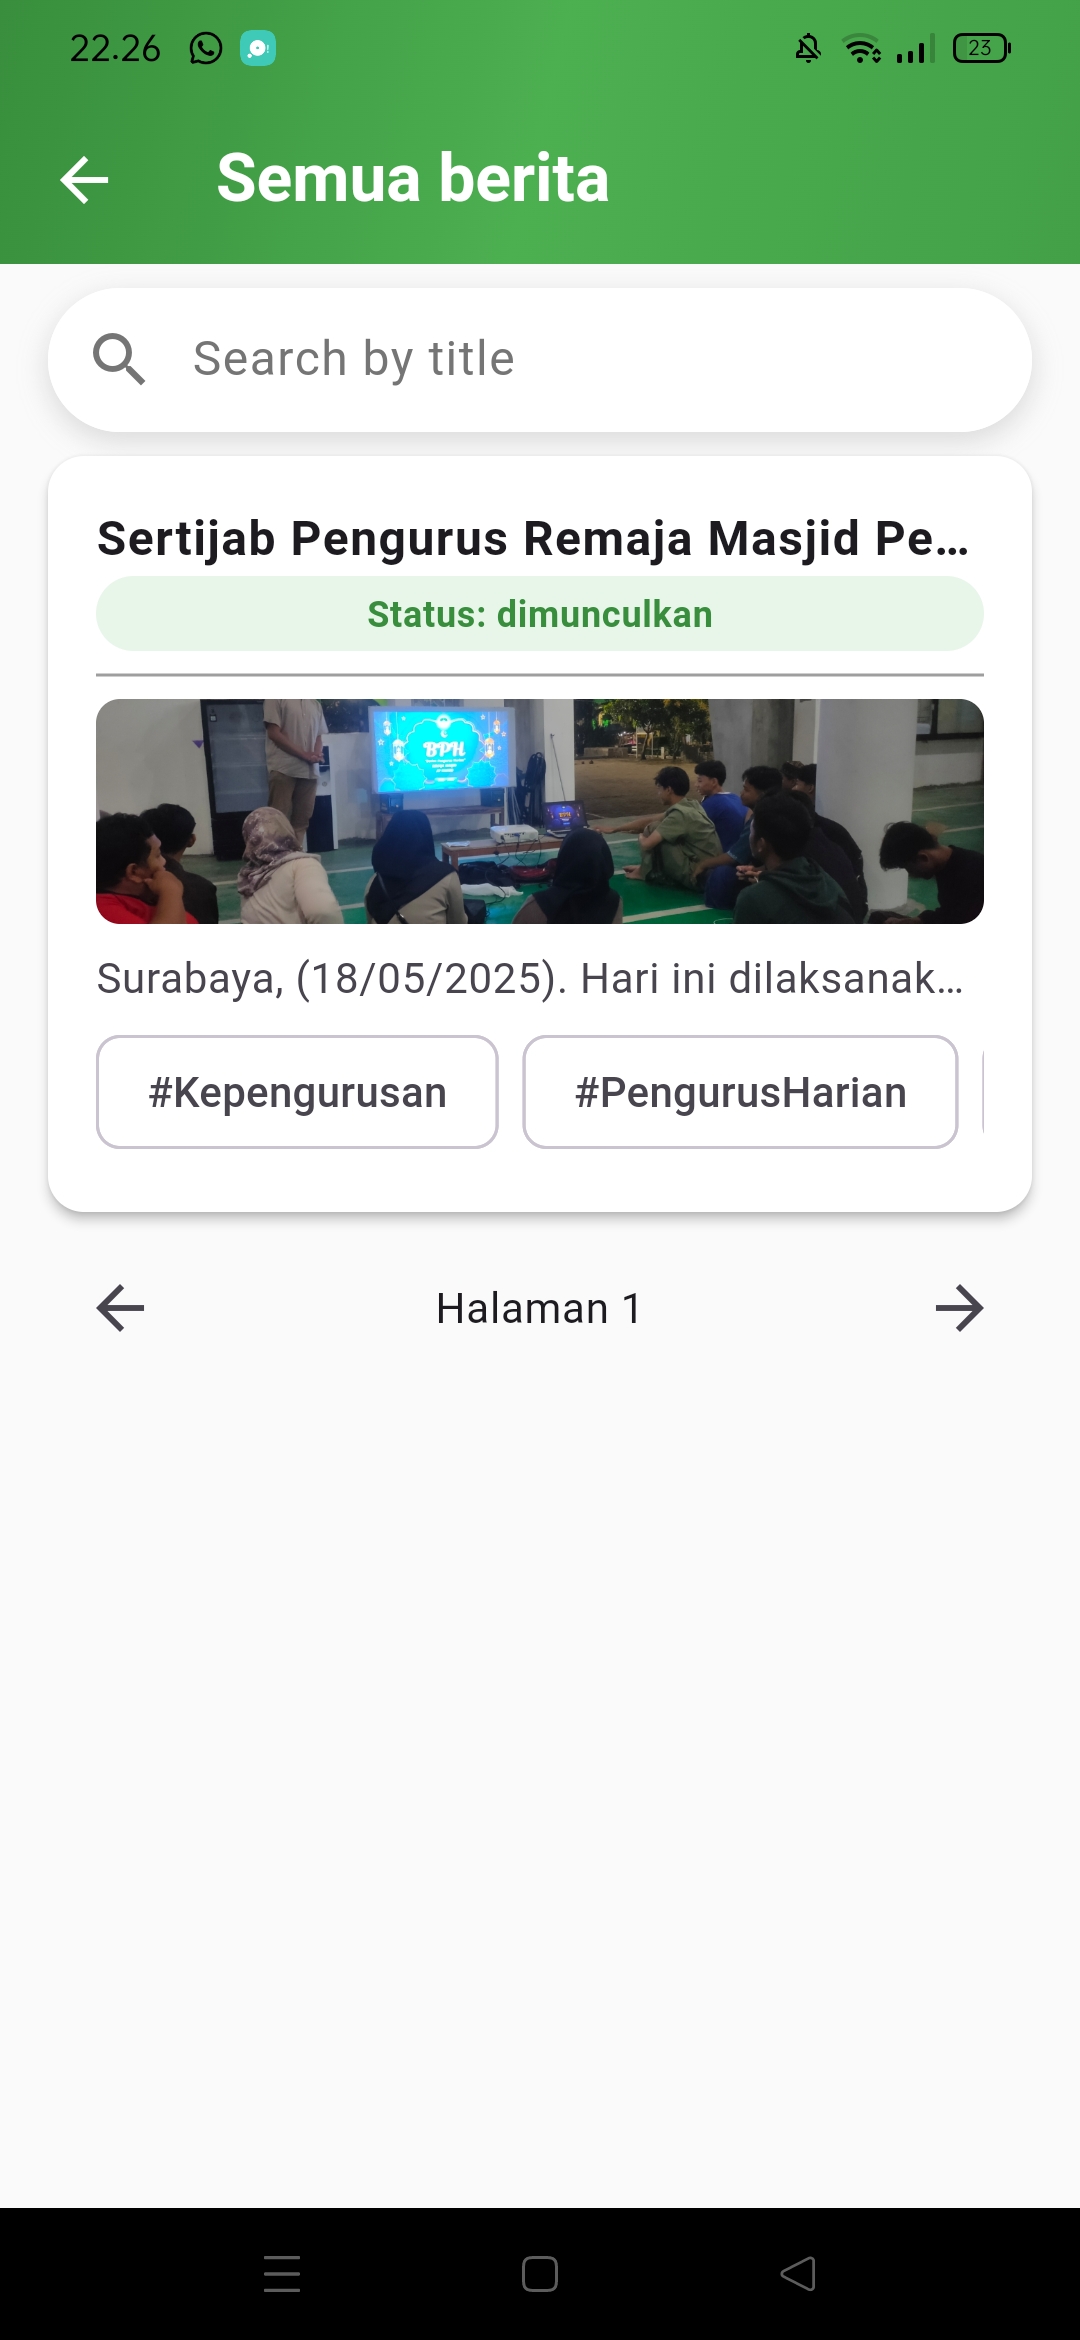 22.26
23
Semua berita
Search by title
Sertijab Pengurus Remaja Masjid Pe...
Status: dimunculkan
BPH
Surabaya, (18/05/2025). Hari ini dilaksanak...
#Kepengurusan
#PengurusHarian
Halaman 1